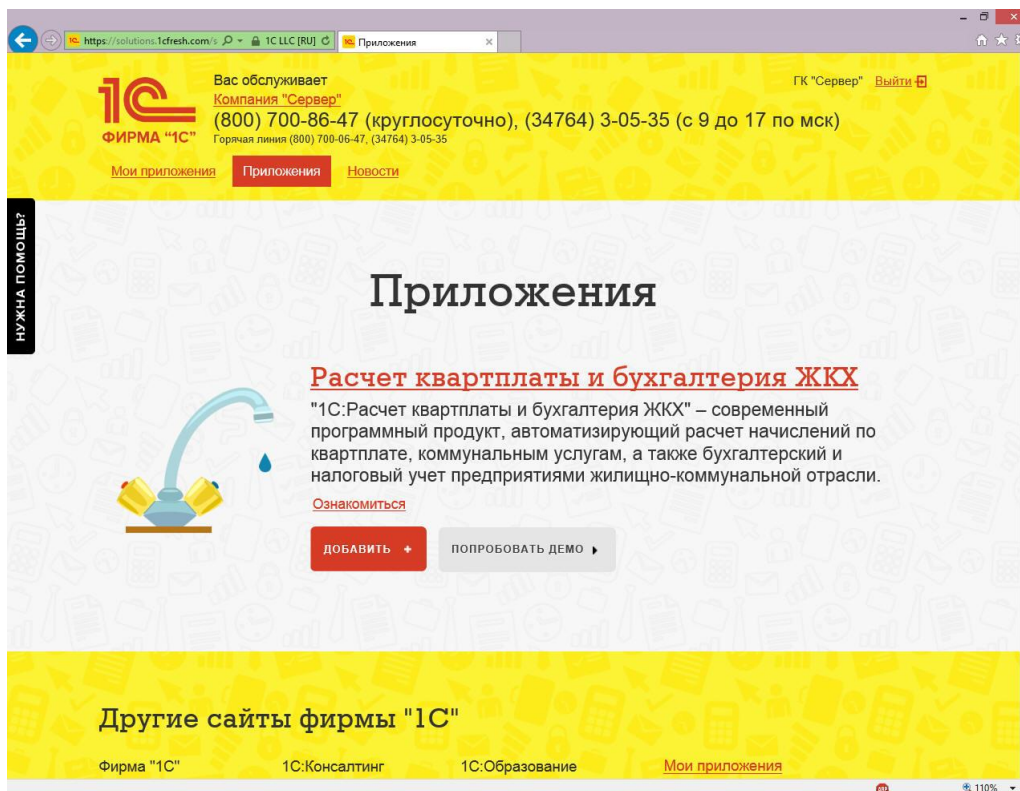 https://solutions.1cfresh.com/s
1C LLC [RU]
Приложения
1С
ФИРМА “1С”
Вас обслуживает
Компания "Сервер"
(800) 700-86-47 (круглосуточно), (34764) 3-05-35 (с 9 до 17 по мск)
Горячая линия (800) 700-06-47, (34764) 3-05-35
ГК "Сервер" Выйти
Мои приложения Приложения Новости
НУЖНА ПОМОЩЬ?
Приложения
Расчет квартплаты и бухгалтерия ЖКХ
"1С:Расчет квартплаты и бухгалтерия ЖКХ" – современный
программный продукт, автоматизирующий расчет начислений по
квартплате, коммунальным услугам, а также бухгалтерский и
налоговый учет предприятиями жилищно-коммунальной отрасли.
Ознакомиться
ДОБАВИТЬ +
ПОПРОБОВАТЬ ДЕМО
Другие сайты фирмы "1С"
Фирма "1С" 1С:Консалтинг 1С:Образование Мои приложения
110%